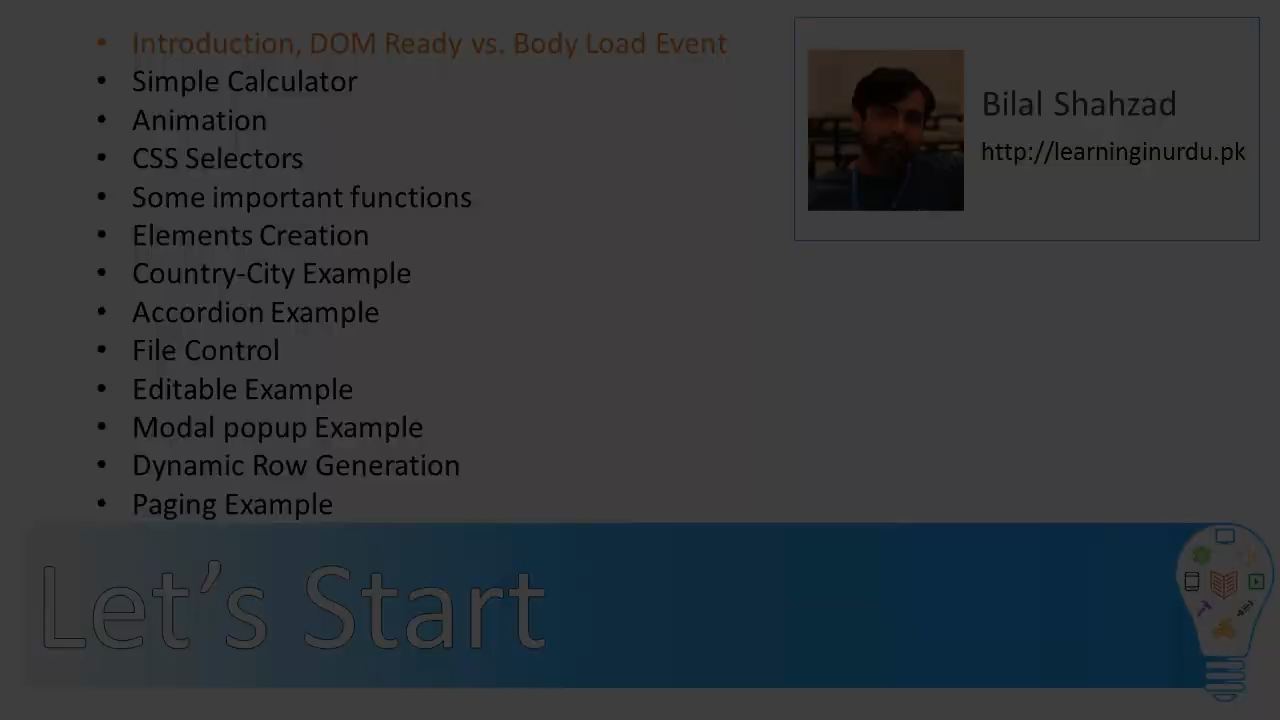 • Introduction, DOM Ready vs. Body Load Event
• Simple Calculator
• Animation
• CSS Selectors
• Some important functions
• Elements Creation
• Country-City Example
• Accordion Example
• File Control
• Editable Example
• Modal popup Example
• Dynamic Row Generation
• Paging Example
Bilal Shahzad
http://learninginurdu.pk
Let's Start